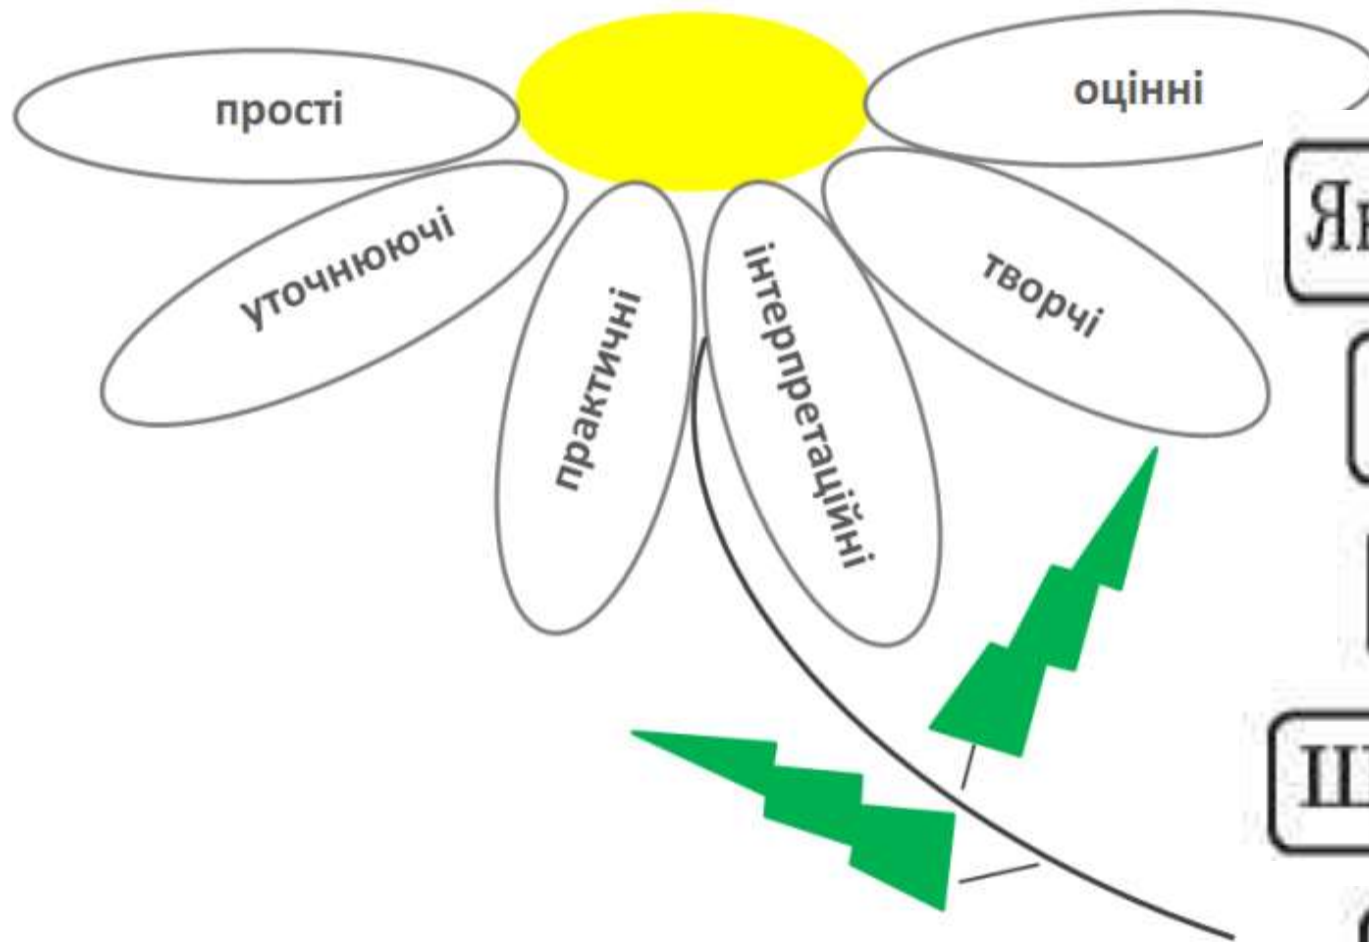 прості
оцінні
уточнюючі
практичні
інтерпретаційні
творчі